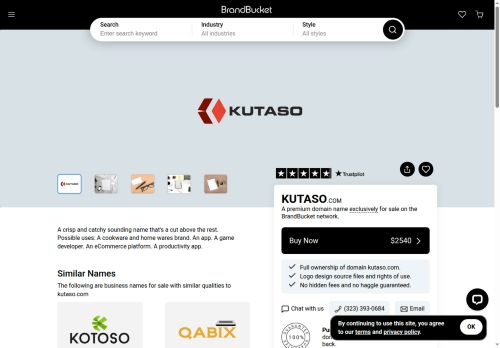 BrandBucket
Search
Enter search keyword
Industry
All industries
Style
All styles
KUTASO
Trustpilot
KUTASO.COM
A premium domain name exclusively for sale on the
BrandBucket network.
Buy Now $2540
Full ownership of domain kutaso.com.
Logo design source files and rights of use.
No hidden fees and no haggle guaranteed.
Chat with us
(323) 393-0684
Email
A crisp and catchy sounding name that's a cut above the rest.
Possible uses: A cookware and home wares brand. An app. A game
developer. An eCommerce platform. A productivity app.
Similar Names
The following are business names for sale with similar qualities to
kutaso.com
KOTOSO
QABIX
100%
By continuing to use this site, you agree
to our terms and privacy policy.
OK
back.